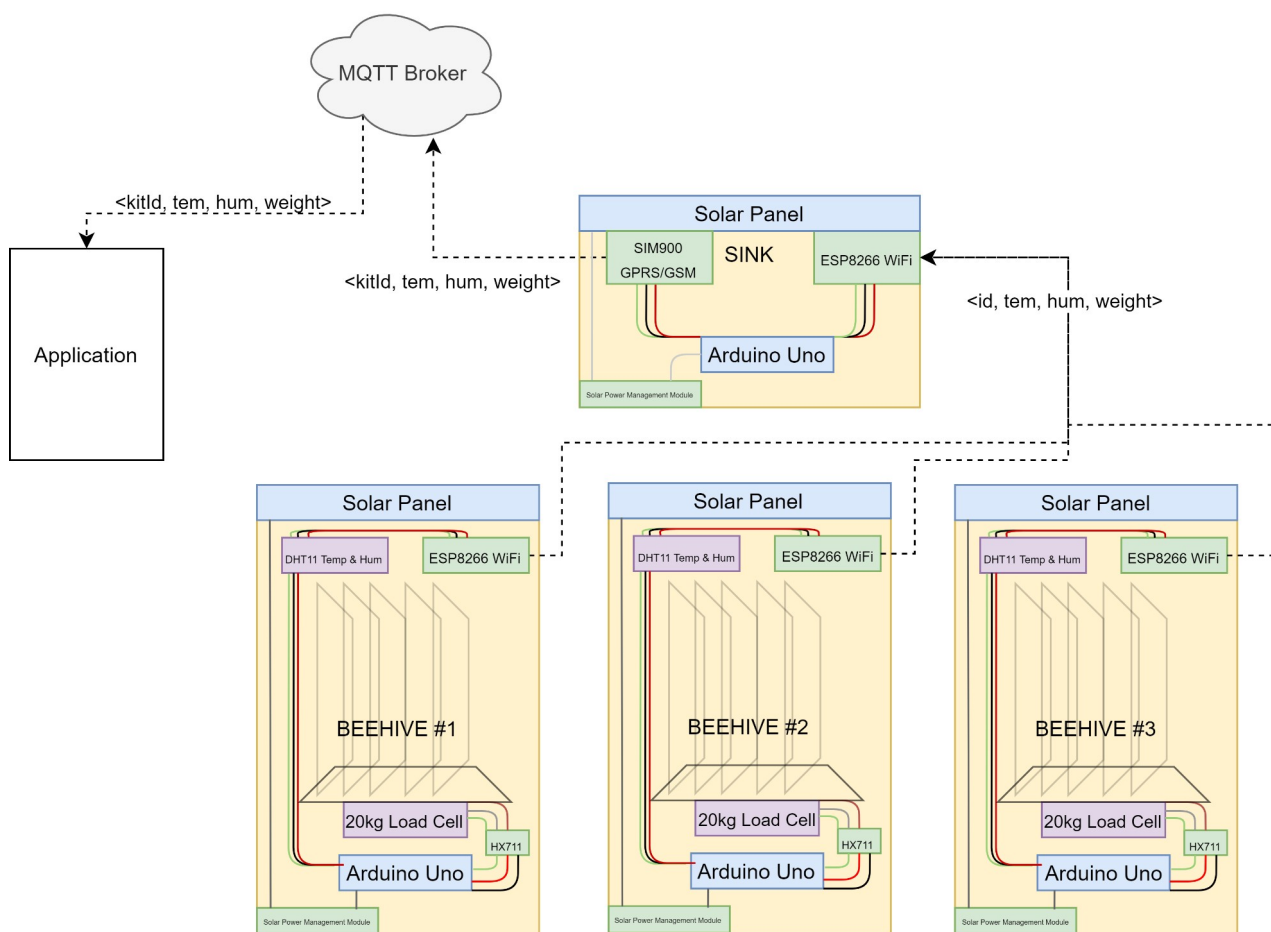 MQTT Broker
<kitId, tem, hum, weight>
Application
<kitId, tem, hum, weight>
Solar Panel
SIM900
GPRS/GSM
SINK
ESP8266 WiFi
<id, tem, hum, weight>
Arduino Uno
Solar Power Management Module
Solar Panel
DHT11 Temp & Hum
ESP8266 WiFi
BEEHIVE #1
20kg Load Cell
HX711
Arduino Uno
Solar Power Management Module
Solar Panel
DHT11 Temp & Hum
ESP8266 WiFi
BEEHIVE #2
20kg Load Cell
HX711
Arduino Uno
Solar Power Management Module
Solar Panel
DHT11 Temp & Hum
ESP8266 WiFi
BEEHIVE #3
20kg Load Cell
HX711
Arduino Uno
Solar Power Management Module